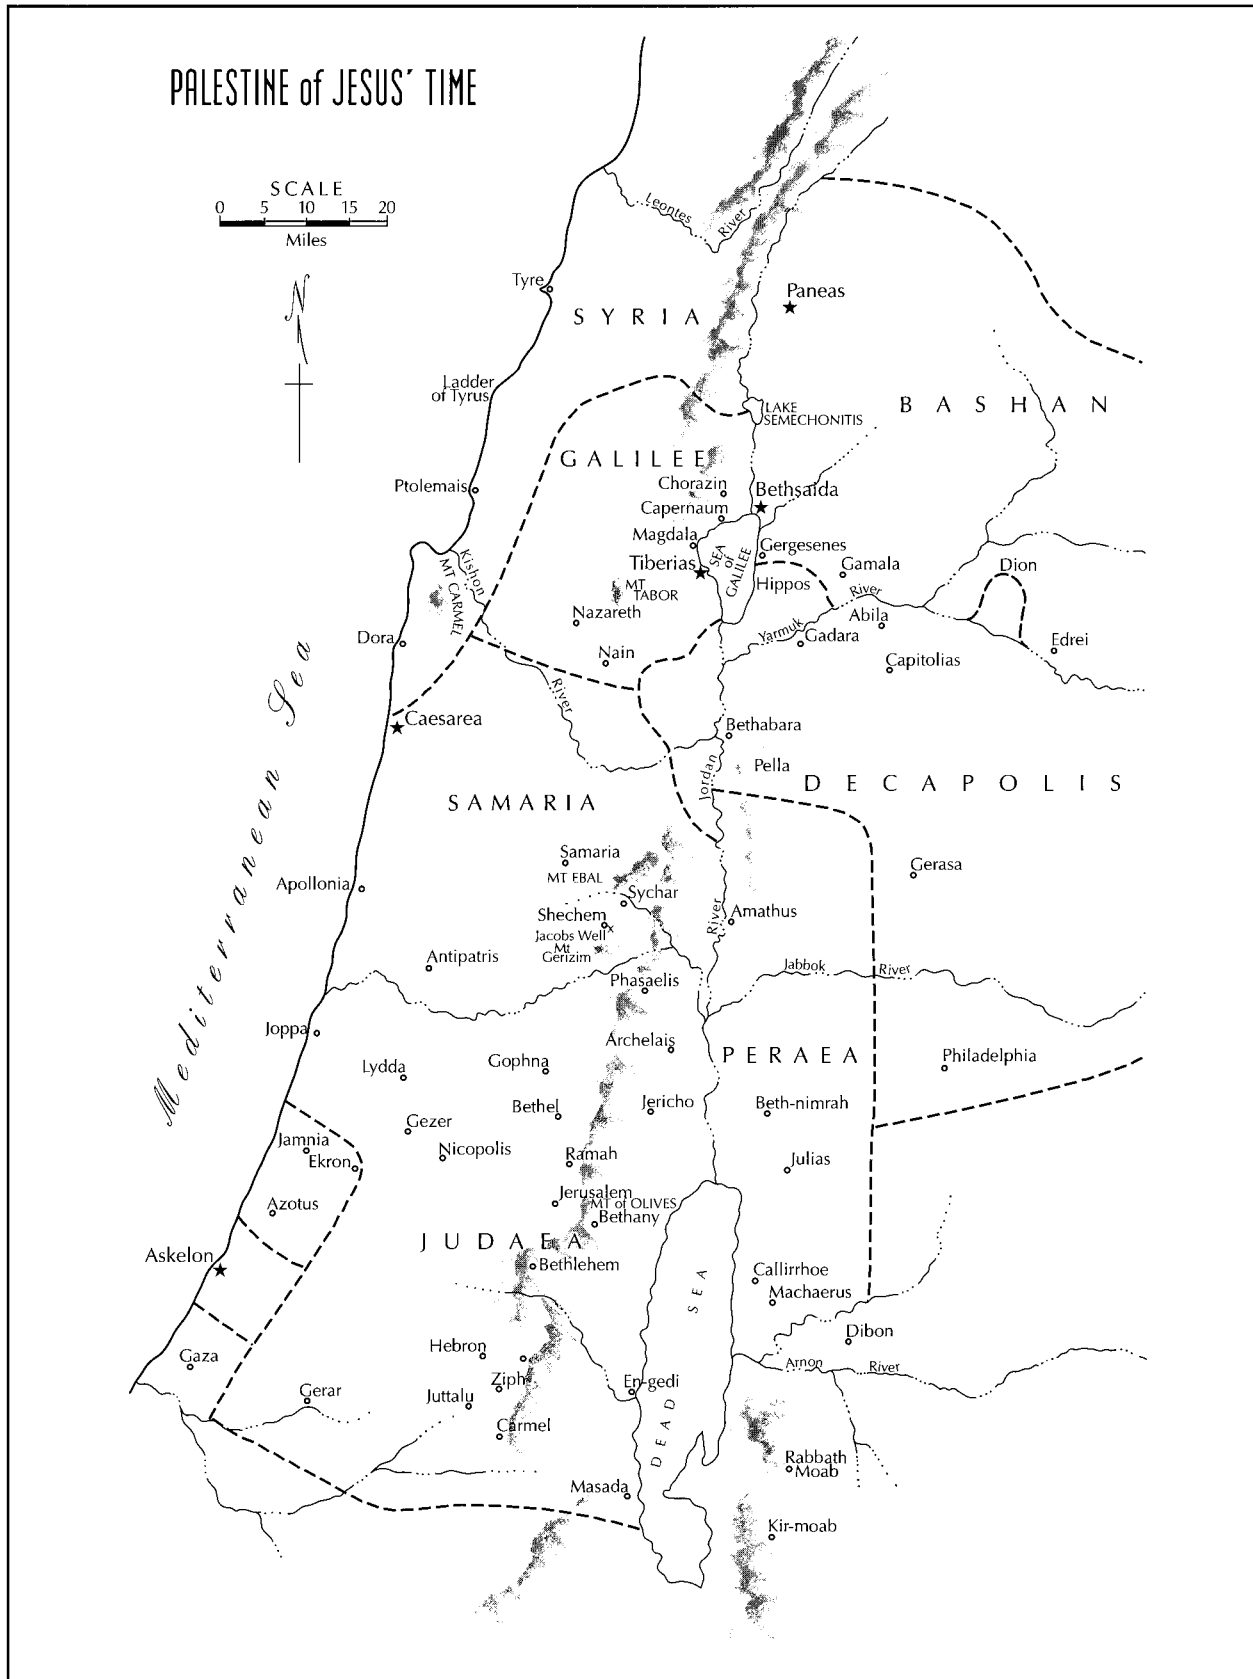 PALESTINE of JESUS' TIME
SCALE
0 5 10 15 20
Miles
N
Leontes
River
Tyre
Paneas
SYRIA
Ladder
of Tyrus
LAKE
SEMECHONITIS
BASHAN
GALILEE
Chorazin
Ptolemais
Bethsaida
Capernaum
Magdala
Gergesenes
Kishon
SEA
of
GALILEE
Tiberias
Gamala
Dion
MT CARMEL
MT
TABOR
Hippos
River
Nazareth
Abila
Yarmuk
Dora
Gadara
Edrei
Nain
Capitolias
River
Caesarea
Bethabara
Mediterranean Sea
Jordan
Pella
DECAPOLIS
SAMARIA
Samaria
Gerasa
MT EBAL
Apollonia
Sychar
Shechem
x
River
Amathus
Jacobs Well
Mt
Gerizim
Antipatris
Jabbok
River
Phasaelis
Joppa
Archelais
PERAEA
Philadelphia
Lydda
Gophna
Bethel
Jericho
Beth-nimrah
Gezer
Jamnia
Nicopolis
Ramah
Ekron
Julias
Jerusalem
Azotus
MT of OLIVES
Bethany
JUDAEA
Askelon
Bethlehem
Callirrhoe
Machaerus
DEAD SEA
Dibon
Hebron
Gaza
Arnon
River
Ziph
En-gedi
Gerar
Juttalu
Carmel
Rabbath
Moab
Masada
Kir-moab